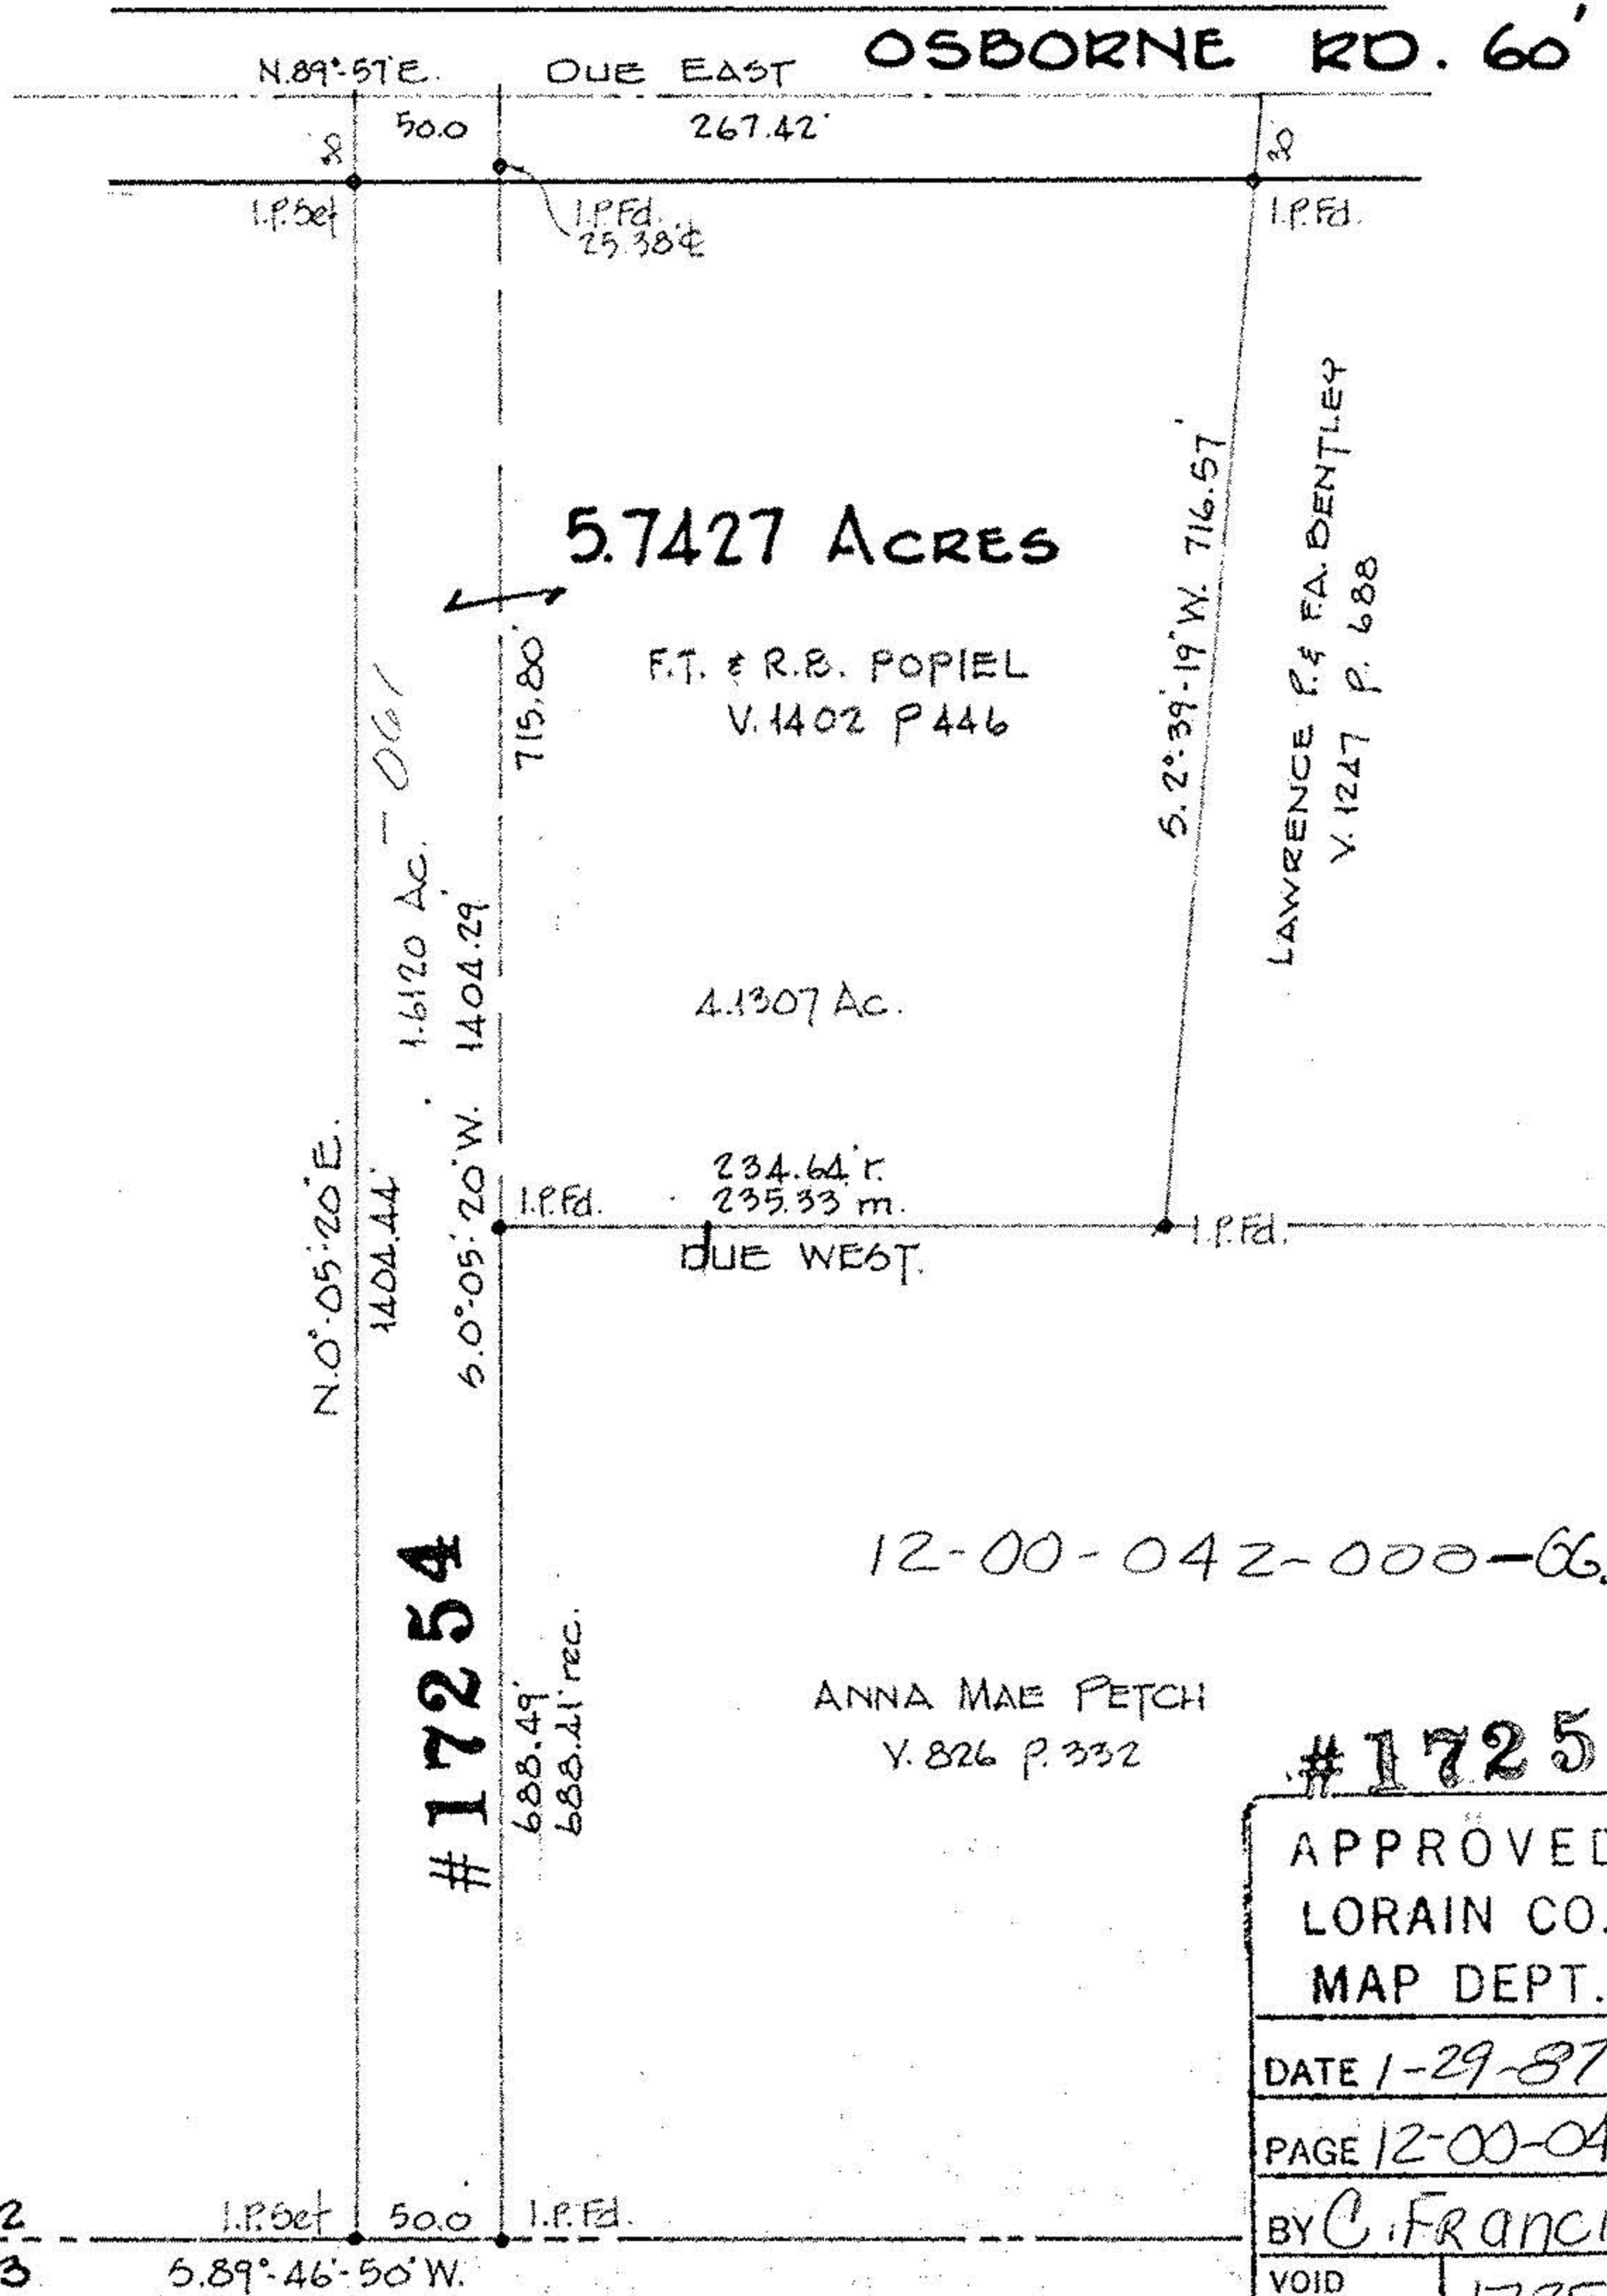 OSBORNE RD. 60'
N.89°-57'E. DUE EAST
50.0 267.42'
30
I.P.Set I.P.Fd. I.P.Fd.
25.38' ℄
5.7427 ACRES
F.T. & R.B. POPIEL
V.1402 P 446
715.80'
S. 2°-39'-19" W. 716.57'
LAWRENCE P. & F.A. BENTLEY
V. 1247 P. 688
1.6120 Ac. - 061
4.1307 Ac.
N.0°-05'-20" E.
1404.44'
S.0°-05'-20" W. 1404.29'
234.64' r.
235.33' m.
I.P.Fd. I.P.Fd.
DUE WEST.
12-00-042-000-
#17254
688.49'
688.41' rec.
ANNA MAE PETCH
V. 826 P. 332
#1725
APPROVED
LORAIN CO.
MAP DEPT.
DATE 1-29-87
PAGE 12-00-04
BY C. Franci
VOID
I.P.Set 50.0 I.P.Fd.
2
3
S.89°-46'-50" W.